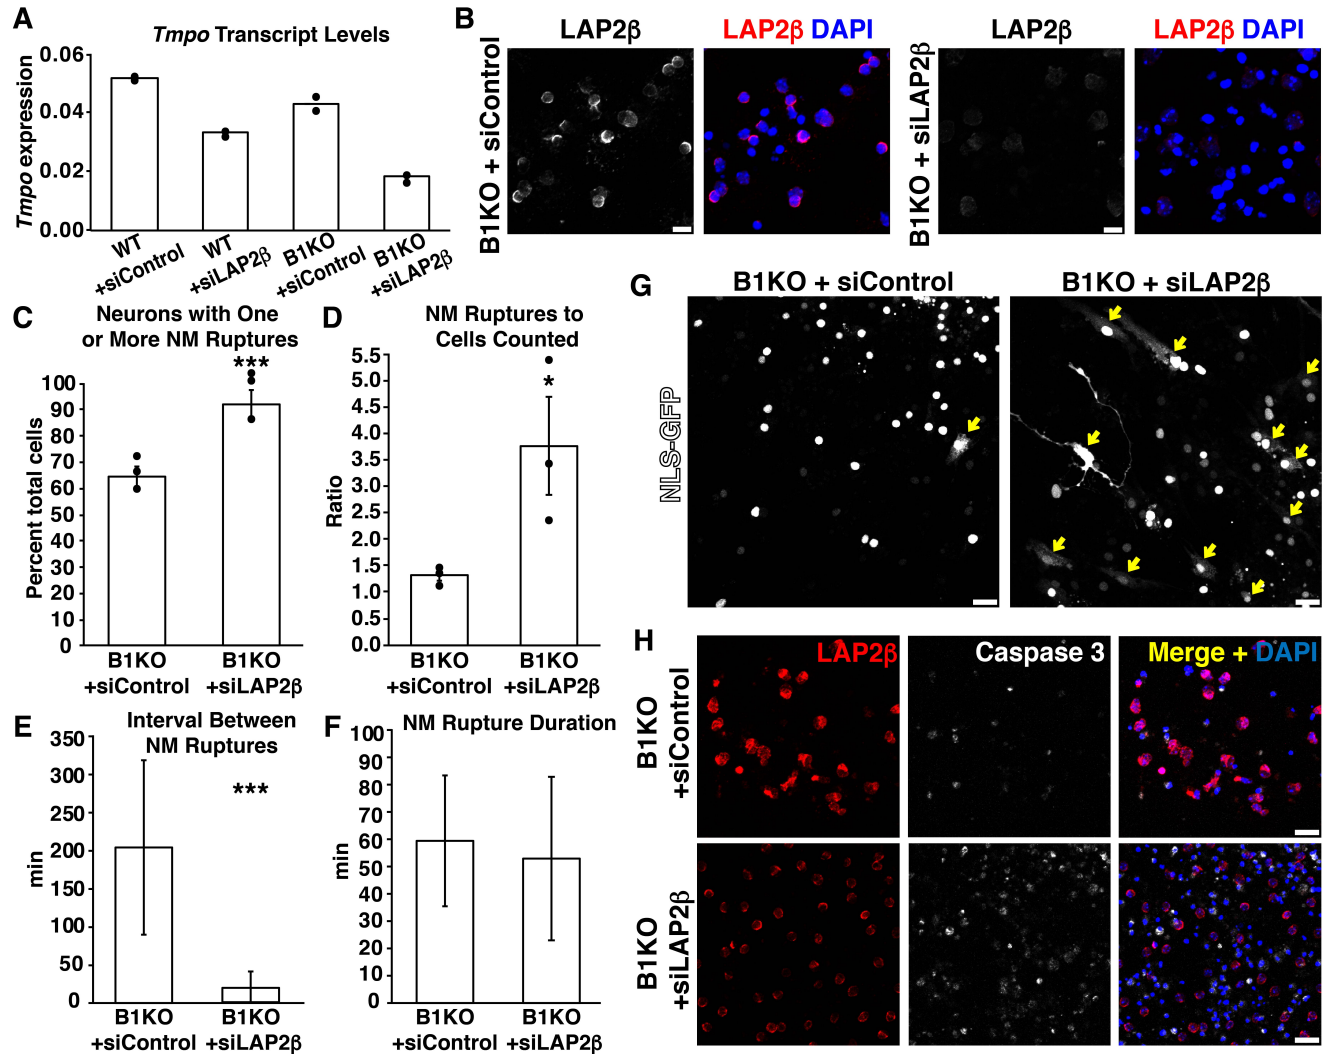 A
Tmpo Transcript Levels
Tmpo expression
0.06
0.04
0.02
0.00
WT
+siControl
WT
+siLAP2β
B1KO
+siControl
B1KO
+siLAP2β
B
LAP2β
LAP2β DAPI
LAP2β
LAP2β DAPI
B1KO + siControl
B1KO + siLAP2β
C
Neurons with One
or More NM Ruptures
***
Percent total cells
100
90
80
70
60
50
40
30
20
10
0
B1KO
+siControl
B1KO
+siLAP2β
D
NM Ruptures to
Cells Counted
*
Ratio
5.5
5.0
4.5
4.0
3.5
3.0
2.5
2.0
1.5
1.0
0.5
0.0
B1KO
+siControl
B1KO
+siLAP2β
E
Interval Between
NM Ruptures
***
min
350
300
250
200
150
100
50
0
B1KO
+siControl
B1KO
+siLAP2β
F
NM Rupture Duration
min
100
90
80
70
60
50
40
30
20
10
0
B1KO
+siControl
B1KO
+siLAP2β
G
B1KO + siControl
B1KO + siLAP2β
NLS-GFP
H
LAP2β
Caspase 3
Merge + DAPI
B1KO
+siControl
B1KO
+siLAP2β